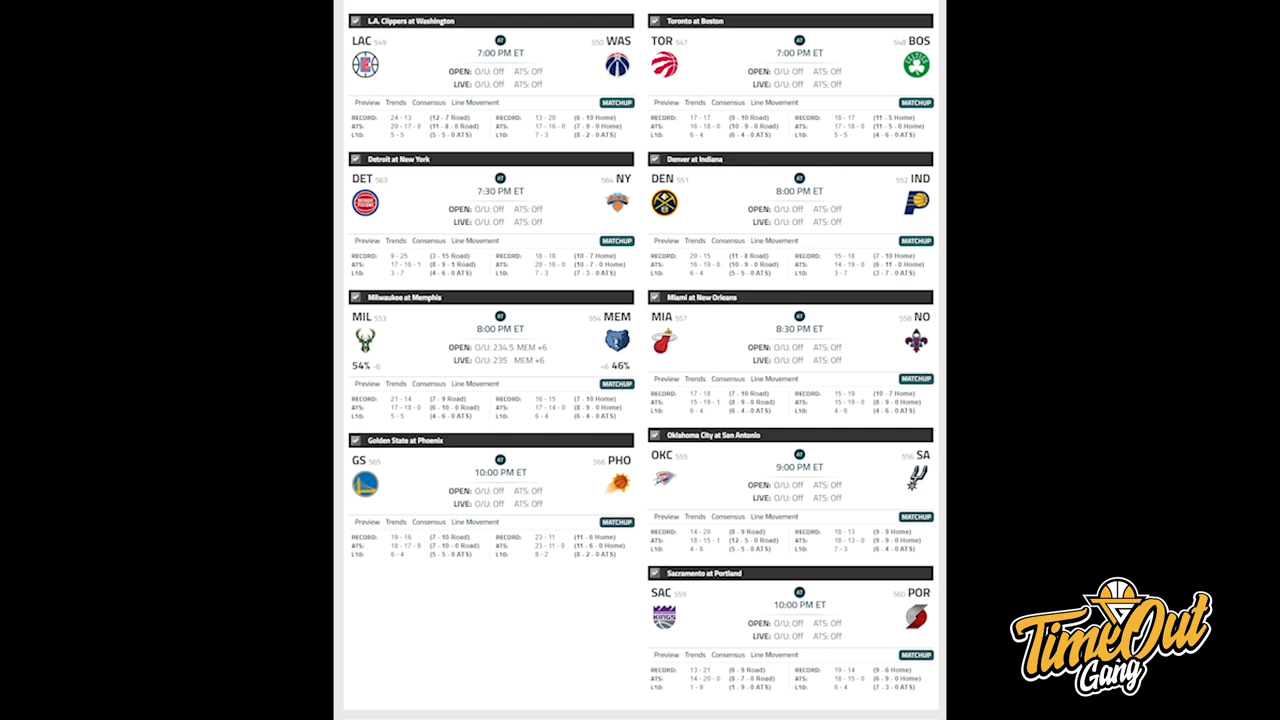 L.A. Clippers at Washington
LAC 549 AT 550 WAS
7:00 PM ET
OPEN: O/U: Off ATS: Off
LIVE: O/U: Off ATS: Off
Preview Trends Consensus Line Movement MATCHUP
RECORD: 24 - 13 (12 - 7 Road) RECORD: 13 - 20 (6 - 10 Home)
ATS: 20 - 17 - 0 (11 - 8 - 0 Road) ATS: 17 - 16 - 0 (7 - 9 - 0 Home)
L10: 5 - 5 (5 - 5 - 0 ATS) L10: 7 - 3 (8 - 2 - 0 ATS)
Detroit at New York
DET 563 AT 564 NY
7:30 PM ET
OPEN: O/U: Off ATS: Off
LIVE: O/U: Off ATS: Off
Preview Trends Consensus Line Movement MATCHUP
RECORD: 9 - 25 (3 - 15 Road) RECORD: 18 - 18 (10 - 7 Home)
ATS: 17 - 16 - 1 (8 - 9 - 1 Road) ATS: 20 - 16 - 0 (10 - 7 - 0 Home)
L10: 3 - 7 (4 - 6 - 0 ATS) L10: 7 - 3 (7 - 3 - 0 ATS)
Milwaukee at Memphis
MIL 553 AT 554 MEM
8:00 PM ET
OPEN: O/U: 234.5 MEM +6
LIVE: O/U: 235 MEM +6
54% -6 +6 46%
Preview Trends Consensus Line Movement MATCHUP
RECORD: 21 - 14 (7 - 9 Road) RECORD: 16 - 15 (7 - 10 Home)
ATS: 17 - 18 - 0 (6 - 10 - 0 Road) ATS: 17 - 14 - 0 (8 - 9 - 0 Home)
L10: 5 - 5 (4 - 6 - 0 ATS) L10: 6 - 4 (6 - 4 - 0 ATS)
Golden State at Phoenix
GS 565 AT 566 PHO
10:00 PM ET
OPEN: O/U: Off ATS: Off
LIVE: O/U: Off ATS: Off
Preview Trends Consensus Line Movement MATCHUP
RECORD: 19 - 16 (7 - 10 Road) RECORD: 23 - 11 (11 - 6 Home)
ATS: 18 - 17 - 0 (7 - 10 - 0 Road) ATS: 23 - 11 - 0 (11 - 6 - 0 Home)
L10: 6 - 4 (5 - 5 - 0 ATS) L10: 8 - 2 (8 - 2 - 0 ATS)
Toronto at Boston
TOR 547 AT 548 BOS
7:00 PM ET
OPEN: O/U: Off ATS: Off
LIVE: O/U: Off ATS: Off
Preview Trends Consensus Line Movement MATCHUP
RECORD: 17 - 17 (9 - 10 Road) RECORD: 18 - 17 (11 - 5 Home)
ATS: 16 - 18 - 0 (10 - 9 - 0 Road) ATS: 17 - 18 - 0 (11 - 5 - 0 Home)
L10: 6 - 4 (6 - 4 - 0 ATS) L10: 5 - 5 (4 - 6 - 0 ATS)
Denver at Indiana
DEN 551 AT 552 IND
8:00 PM ET
OPEN: O/U: Off ATS: Off
LIVE: O/U: Off ATS: Off
Preview Trends Consensus Line Movement MATCHUP
RECORD: 20 - 15 (11 - 8 Road) RECORD: 15 - 18 (7 - 10 Home)
ATS: 16 - 19 - 0 (10 - 9 - 0 Road) ATS: 14 - 19 - 0 (6 - 11 - 0 Home)
L10: 6 - 4 (5 - 5 - 0 ATS) L10: 3 - 7 (3 - 7 - 0 ATS)
Miami at New Orleans
MIA 557 AT 558 NO
8:30 PM ET
OPEN: O/U: Off ATS: Off
LIVE: O/U: Off ATS: Off
Preview Trends Consensus Line Movement MATCHUP
RECORD: 17 - 18 (7 - 10 Road) RECORD: 15 - 19 (10 - 7 Home)
ATS: 15 - 19 - 1 (8 - 9 - 0 Road) ATS: 15 - 19 - 0 (8 - 9 - 0 Home)
L10: 6 - 4 (6 - 4 - 0 ATS) L10: 4 - 6 (4 - 6 - 0 ATS)
Oklahoma City at San Antonio
OKC 555 AT 556 SA
9:00 PM ET
OPEN: O/U: Off ATS: Off
LIVE: O/U: Off ATS: Off
Preview Trends Consensus Line Movement MATCHUP
RECORD: 14 - 20 (8 - 9 Road) RECORD: 18 - 13 (9 - 9 Home)
ATS: 18 - 15 - 1 (12 - 5 - 0 Road) ATS: 18 - 13 - 0 (9 - 9 - 0 Home)
L10: 4 - 6 (5 - 5 - 0 ATS) L10: 7 - 3 (6 - 4 - 0 ATS)
Sacramento at Portland
SAC 559 AT 560 POR
10:00 PM ET
OPEN: O/U: Off ATS: Off
LIVE: O/U: Off ATS: Off
Preview Trends Consensus Line Movement MATCHUP
RECORD: 13 - 21 (6 - 9 Road) RECORD: 19 - 14 (9 - 6 Home)
ATS: 14 - 20 - 0 (8 - 7 - 0 Road) ATS: 18 - 15 - 0 (6 - 9 - 0 Home)
L10: 1 - 9 (1 - 9 - 0 ATS) L10: 6 - 4 (7 - 3 - 0 ATS)
TimeOut
Gang